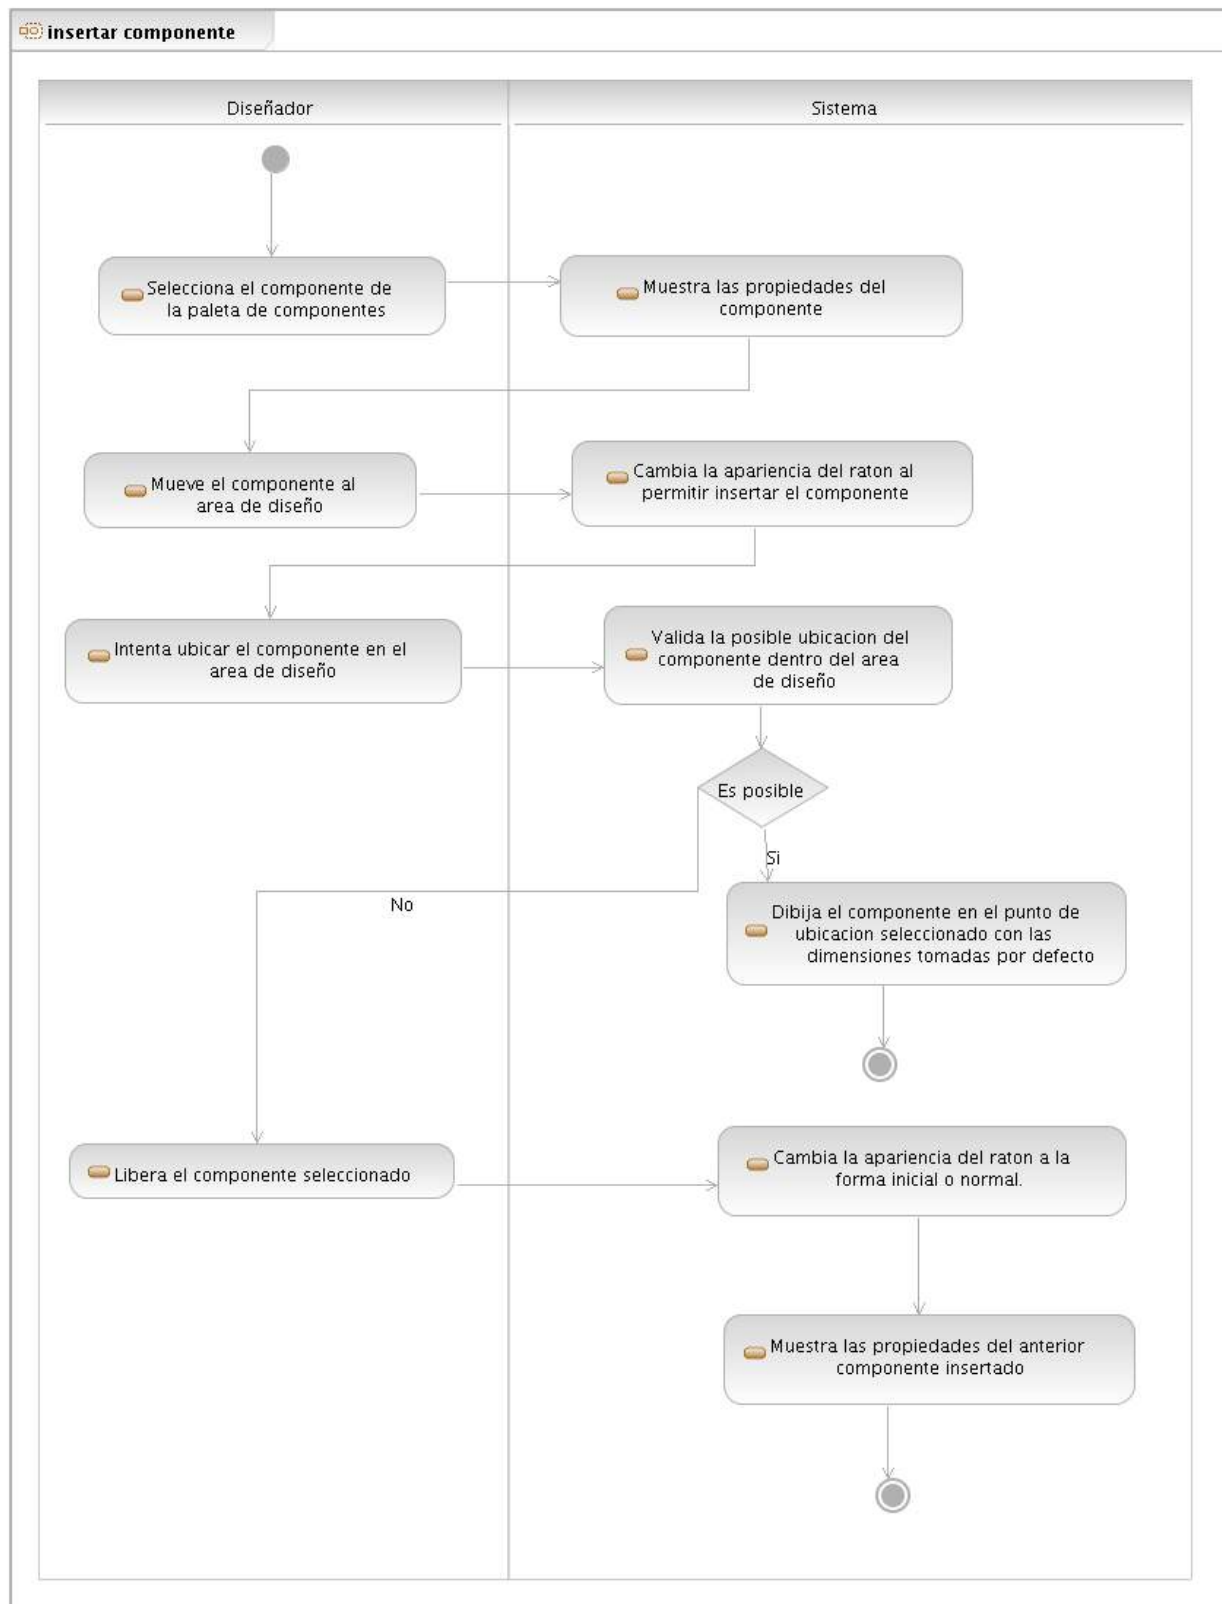 insertar componente
Diseñador
Sistema
Selecciona el componente de
la paleta de componentes
Muestra las propiedades del
componente
Mueve el componente al
area de diseño
Cambia la apariencia del raton al
permitir insertar el componente
Intenta ubicar el componente en el
area de diseño
Valida la posible ubicacion del
componente dentro del area
de diseño
Es posible
Si
No
Dibija el componente en el punto de
ubicacion seleccionado con las
dimensiones tomadas por defecto
Libera el componente seleccionado
Cambia la apariencia del raton a la
forma inicial o normal.
Muestra las propiedades del anterior
componente insertado